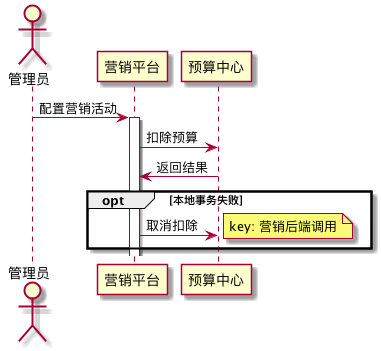 管理员
营销平台
预算中心
配置营销活动
扣除预算
返回结果
opt
[本地事务失败]
取消扣除
key: 营销后端调用
管理员
营销平台
预算中心